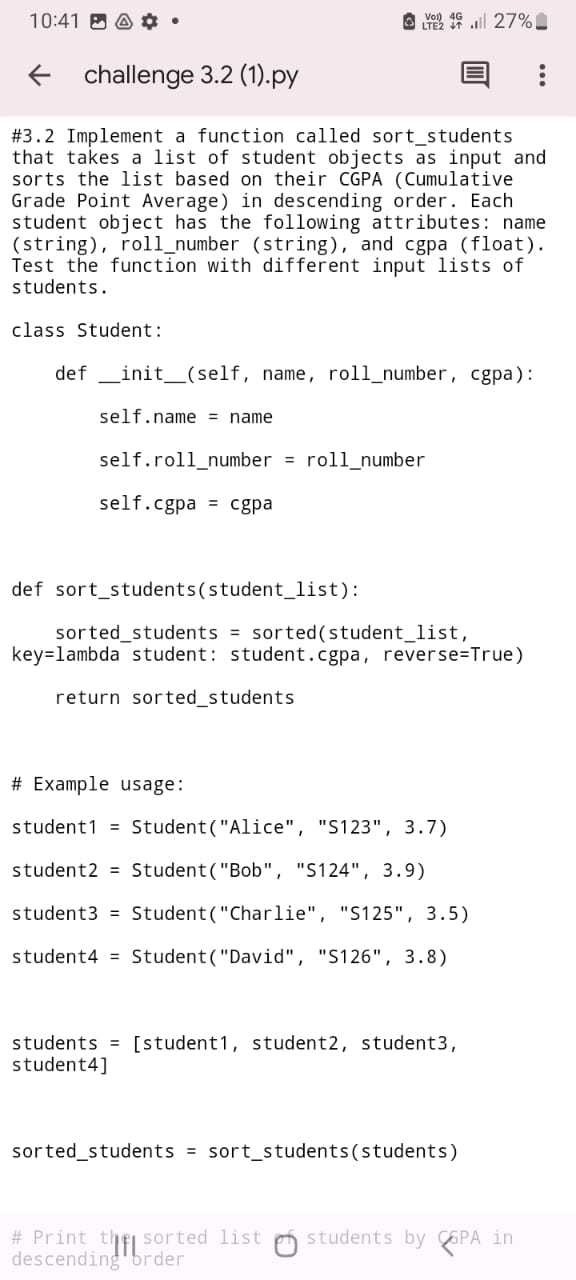 10:41
Vo)) 4G
LTE2
27%
challenge 3.2 (1).py
#3.2 Implement a function called sort_students
that takes a list of student objects as input and
sorts the list based on their CGPA (Cumulative
Grade Point Average) in descending order. Each
student object has the following attributes: name
(string), roll_number (string), and cgpa (float).
Test the function with different input lists of
students.
class Student:
def __init__(self, name, roll_number, cgpa):
self.name = name
self.roll_number = roll_number
self.cgpa = cgpa
def sort_students(student_list):
sorted_students = sorted(student_list,
key=lambda student: student.cgpa, reverse=True)
return sorted_students
# Example usage:
student1 = Student("Alice", "S123", 3.7)
student2 = Student("Bob", "S124", 3.9)
student3 = Student("Charlie", "S125", 3.5)
student4 = Student("David", "S126", 3.8)
students = [student1, student2, student3,
student4]
sorted_students = sort_students(students)
# Print the sorted list of students by CGPA in
descending order